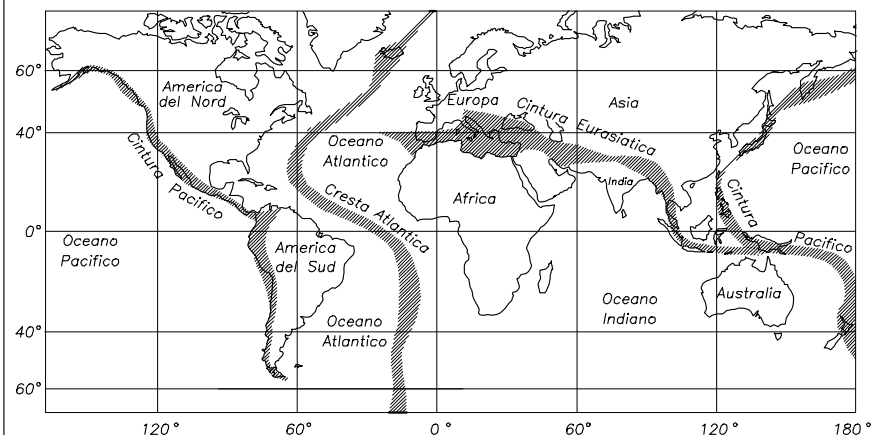 60°
40°
0°
40°
60°
America
del Nord
Cintura Pacifico
Oceano
Pacifico
America
del Sud
Oceano
Atlantico
Cresta Atlantica
Oceano
Atlantico
Europa
Cintura Eurasiatica
Asia
Africa
India
Oceano
Indiano
Oceano
Pacifico
Cintura
Pacifico
Australia
120°
60°
0°
60°
120°
180°